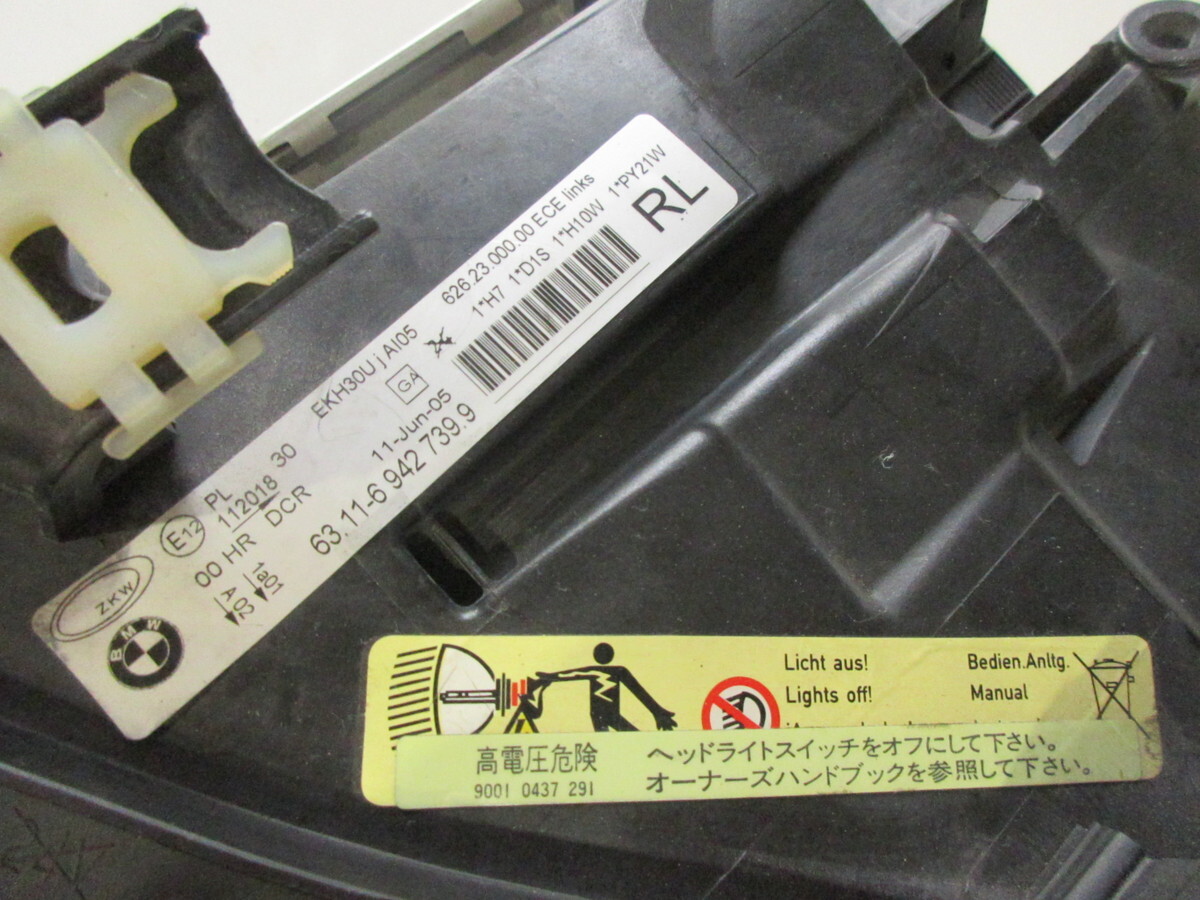 ZKW
BMW
E12
PL
112018 30
00 HR DCR
A 02
1a01
EKH30U j AI05
GA
11-Jun-05
63.11-6 942 739.9
626.23.000.00 ECE links
1*H7 1*D1S 1*H10W 1*PY21W
RL
Licht aus! Bedien.Anltg.
Lights off! Manual
高電圧危険 ヘッドライトスイッチをオフにして下さい。
9001 0437 291 オーナーズハンドブックを参照して下さい。